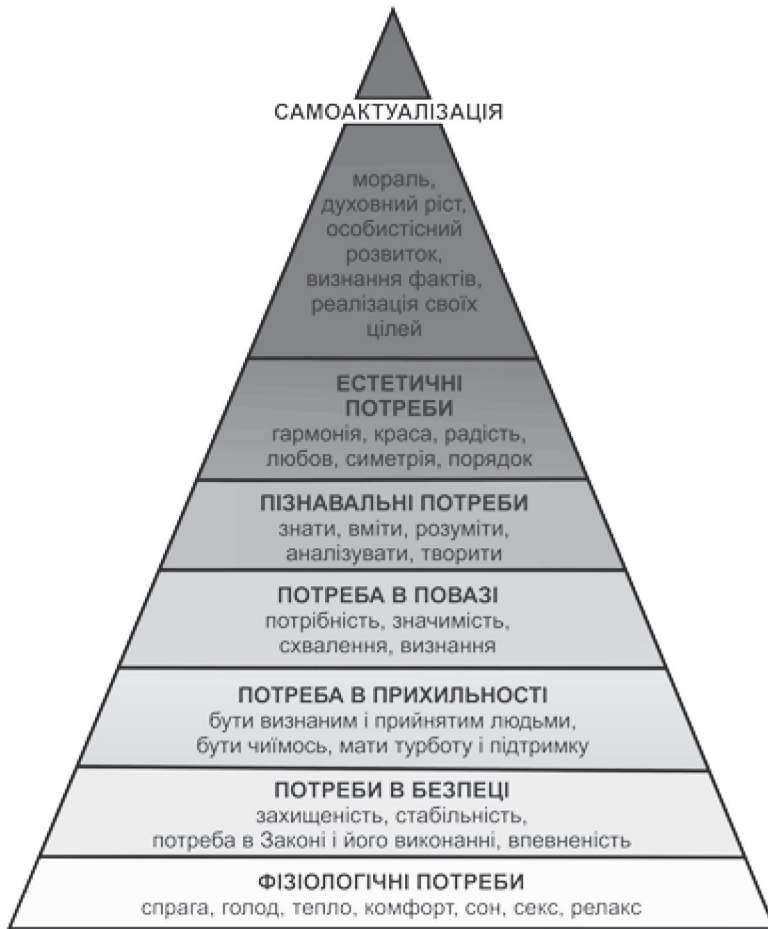 САМОАКТУАЛІЗАЦІЯ
мораль,
духовний ріст,
особистісний
розвиток,
визнання фактів,
реалізація своїх
цілей
ЕСТЕТИЧНІ
ПОТРЕБИ
гармонія, краса, радість,
любов, симетрія, порядок
ПІЗНАВАЛЬНІ ПОТРЕБИ
знати, вміти, розуміти,
аналізувати, творити
ПОТРЕБА В ПОВАЗІ
потрібність, значимість,
схвалення, визнання
ПОТРЕБА В ПРИХИЛЬНОСТІ
бути визнаним і прийнятим людьми,
бути чиїмось, мати турботу і підтримку
ПОТРЕБИ В БЕЗПЕЦІ
захищеність, стабільність,
потреба в Законі і його виконанні, впевненість
ФІЗІОЛОГІЧНІ ПОТРЕБИ
спрага, голод, тепло, комфорт, сон, секс, релакс